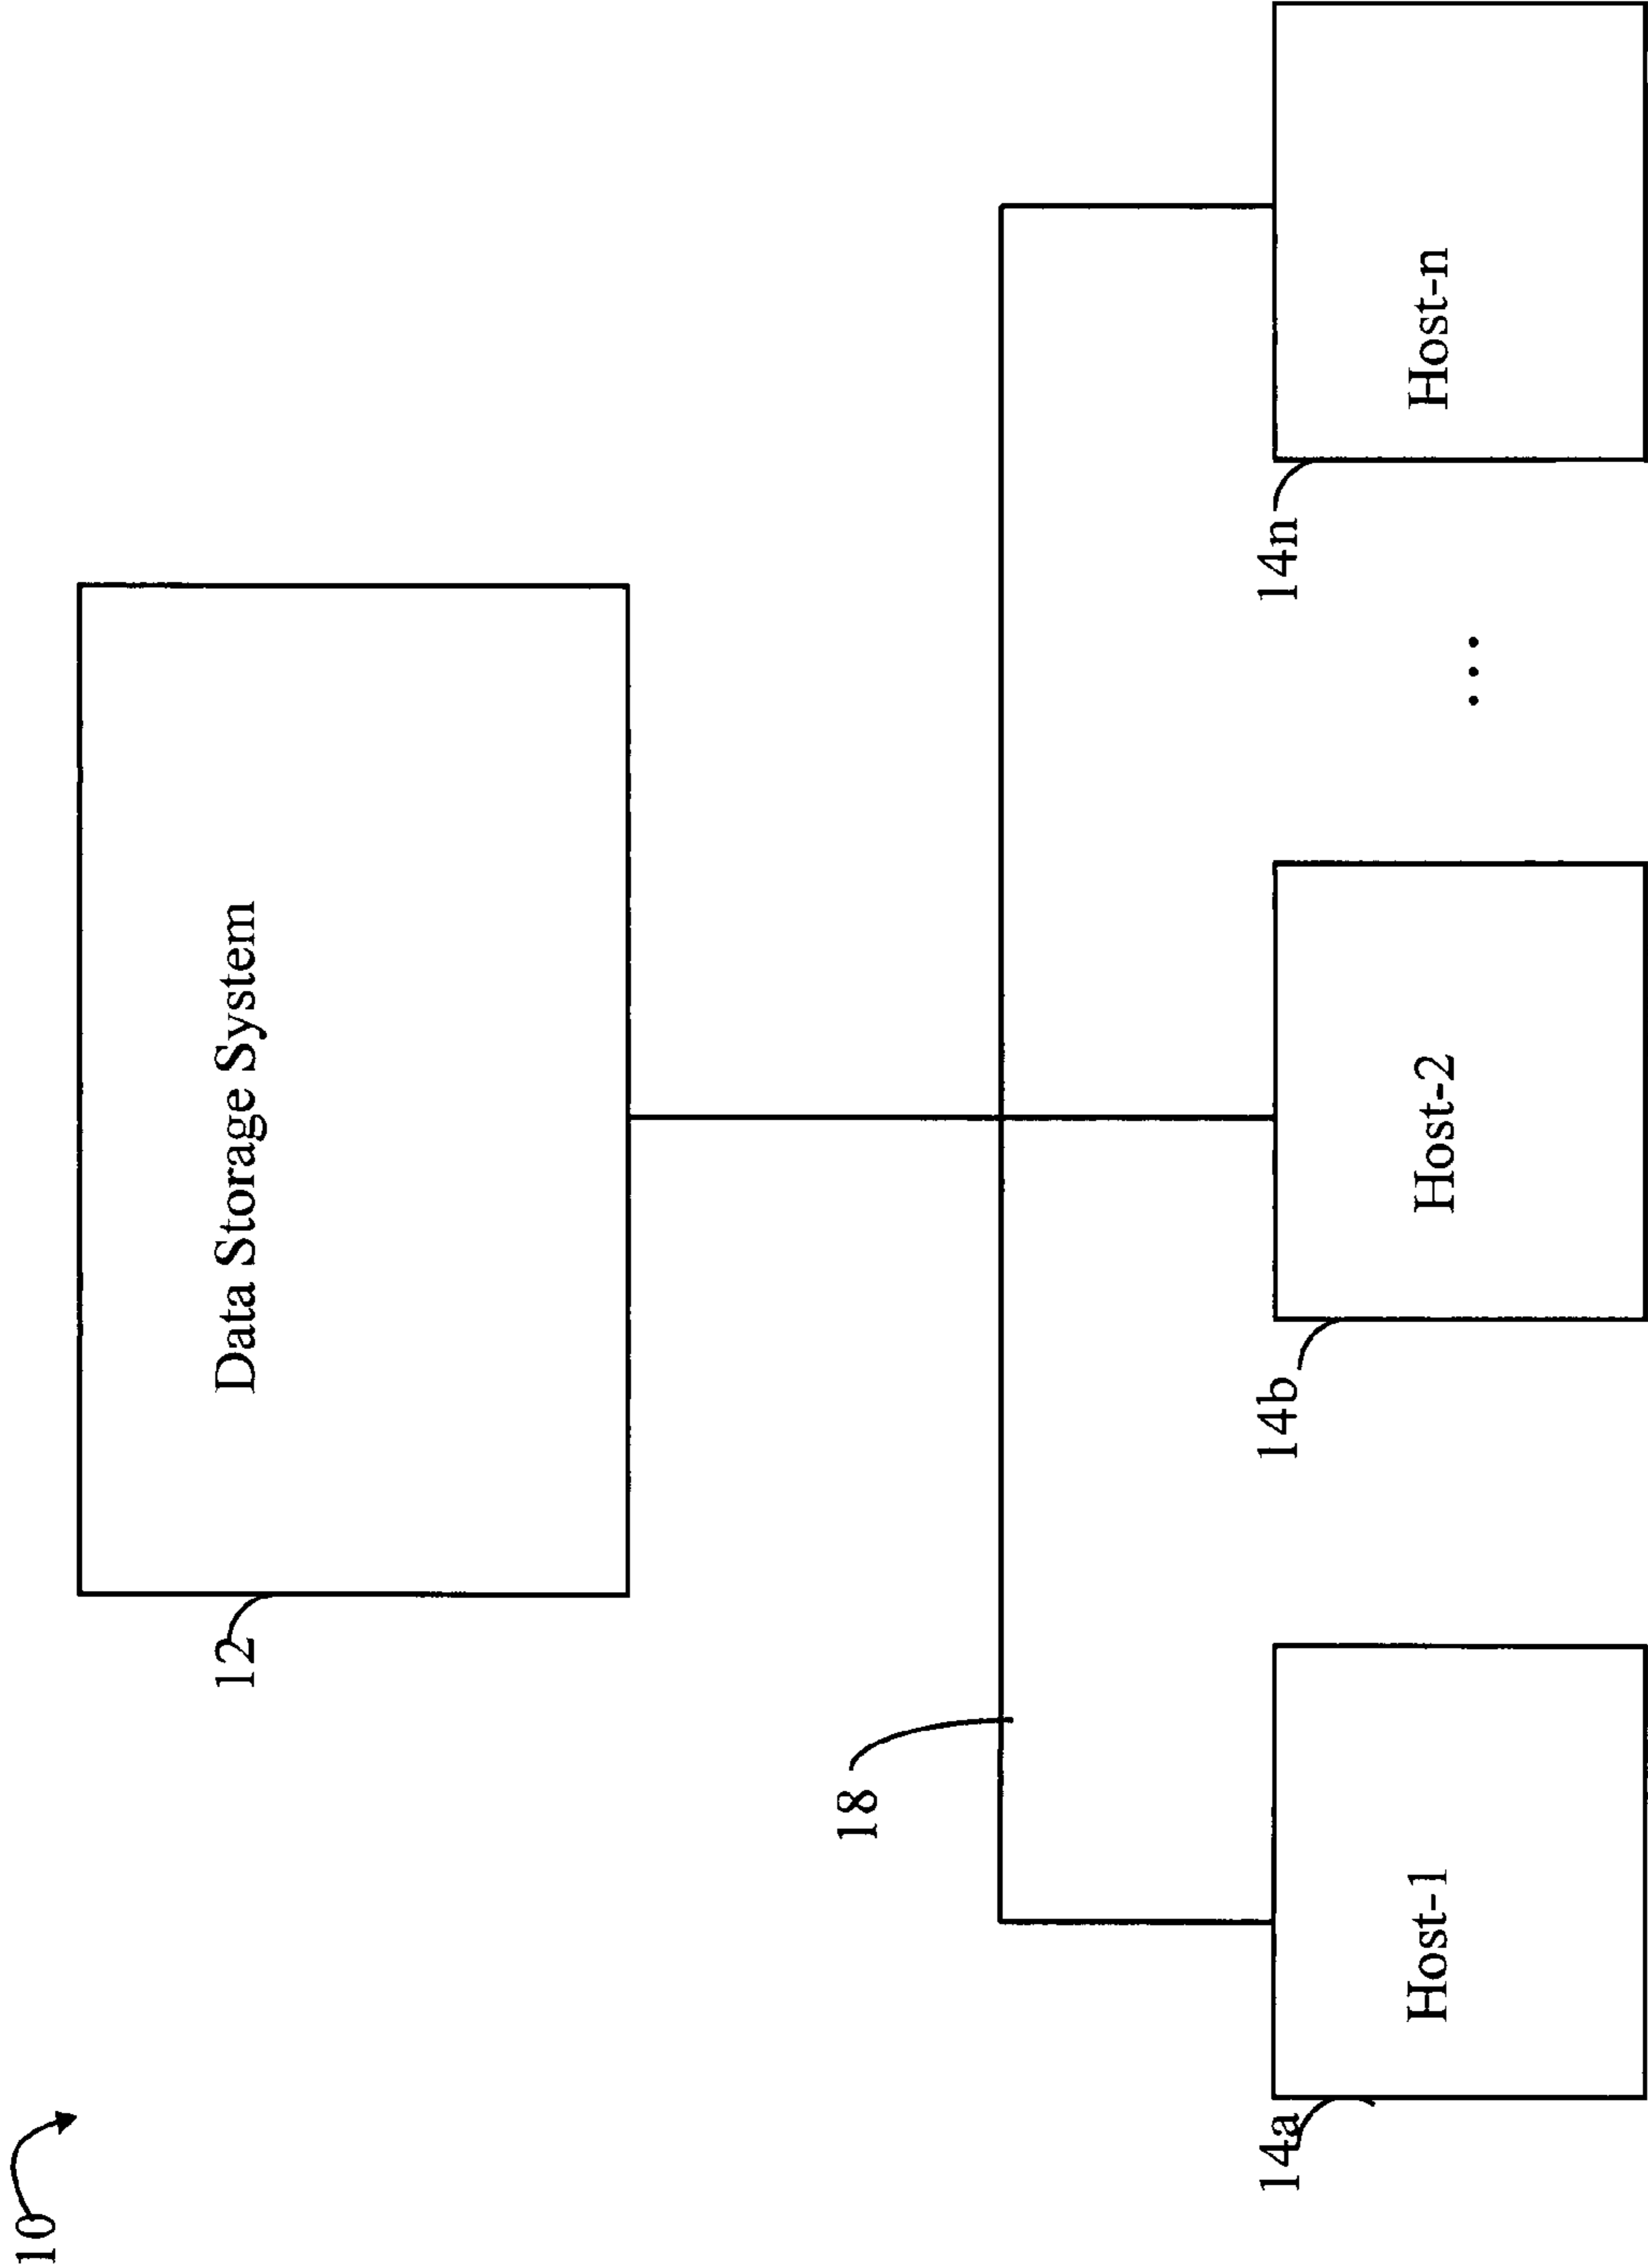 10
12
Data Storage System
18
14a
Host-1
14b
Host-2
...
14n
Host-n